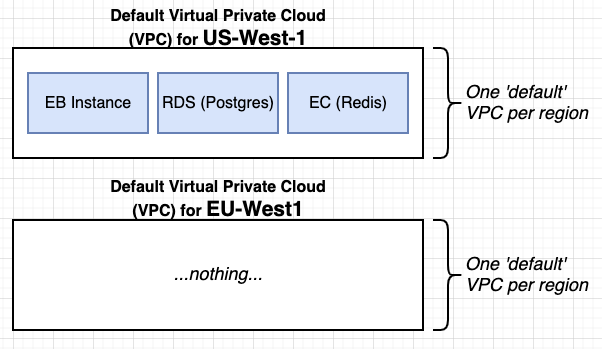 Default Virtual Private Cloud
(VPC) for US-West-1
EB Instance
RDS (Postgres)
EC (Redis)
One 'default'
VPC per region
Default Virtual Private Cloud
(VPC) for EU-West1
...nothing...
One 'default'
VPC per region